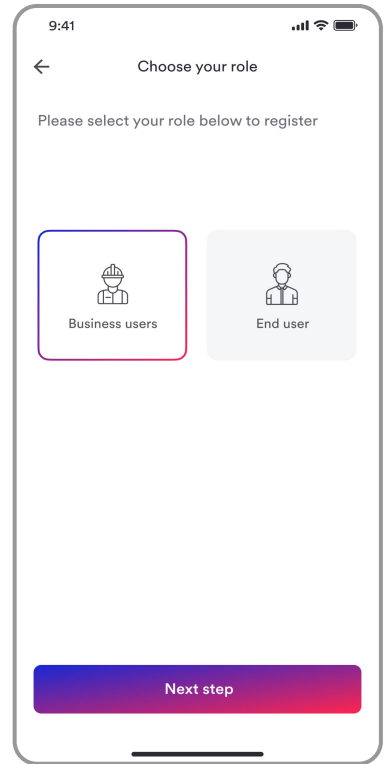 9:41
Choose your role
Please select your role below to register
Business users
End user
Next step